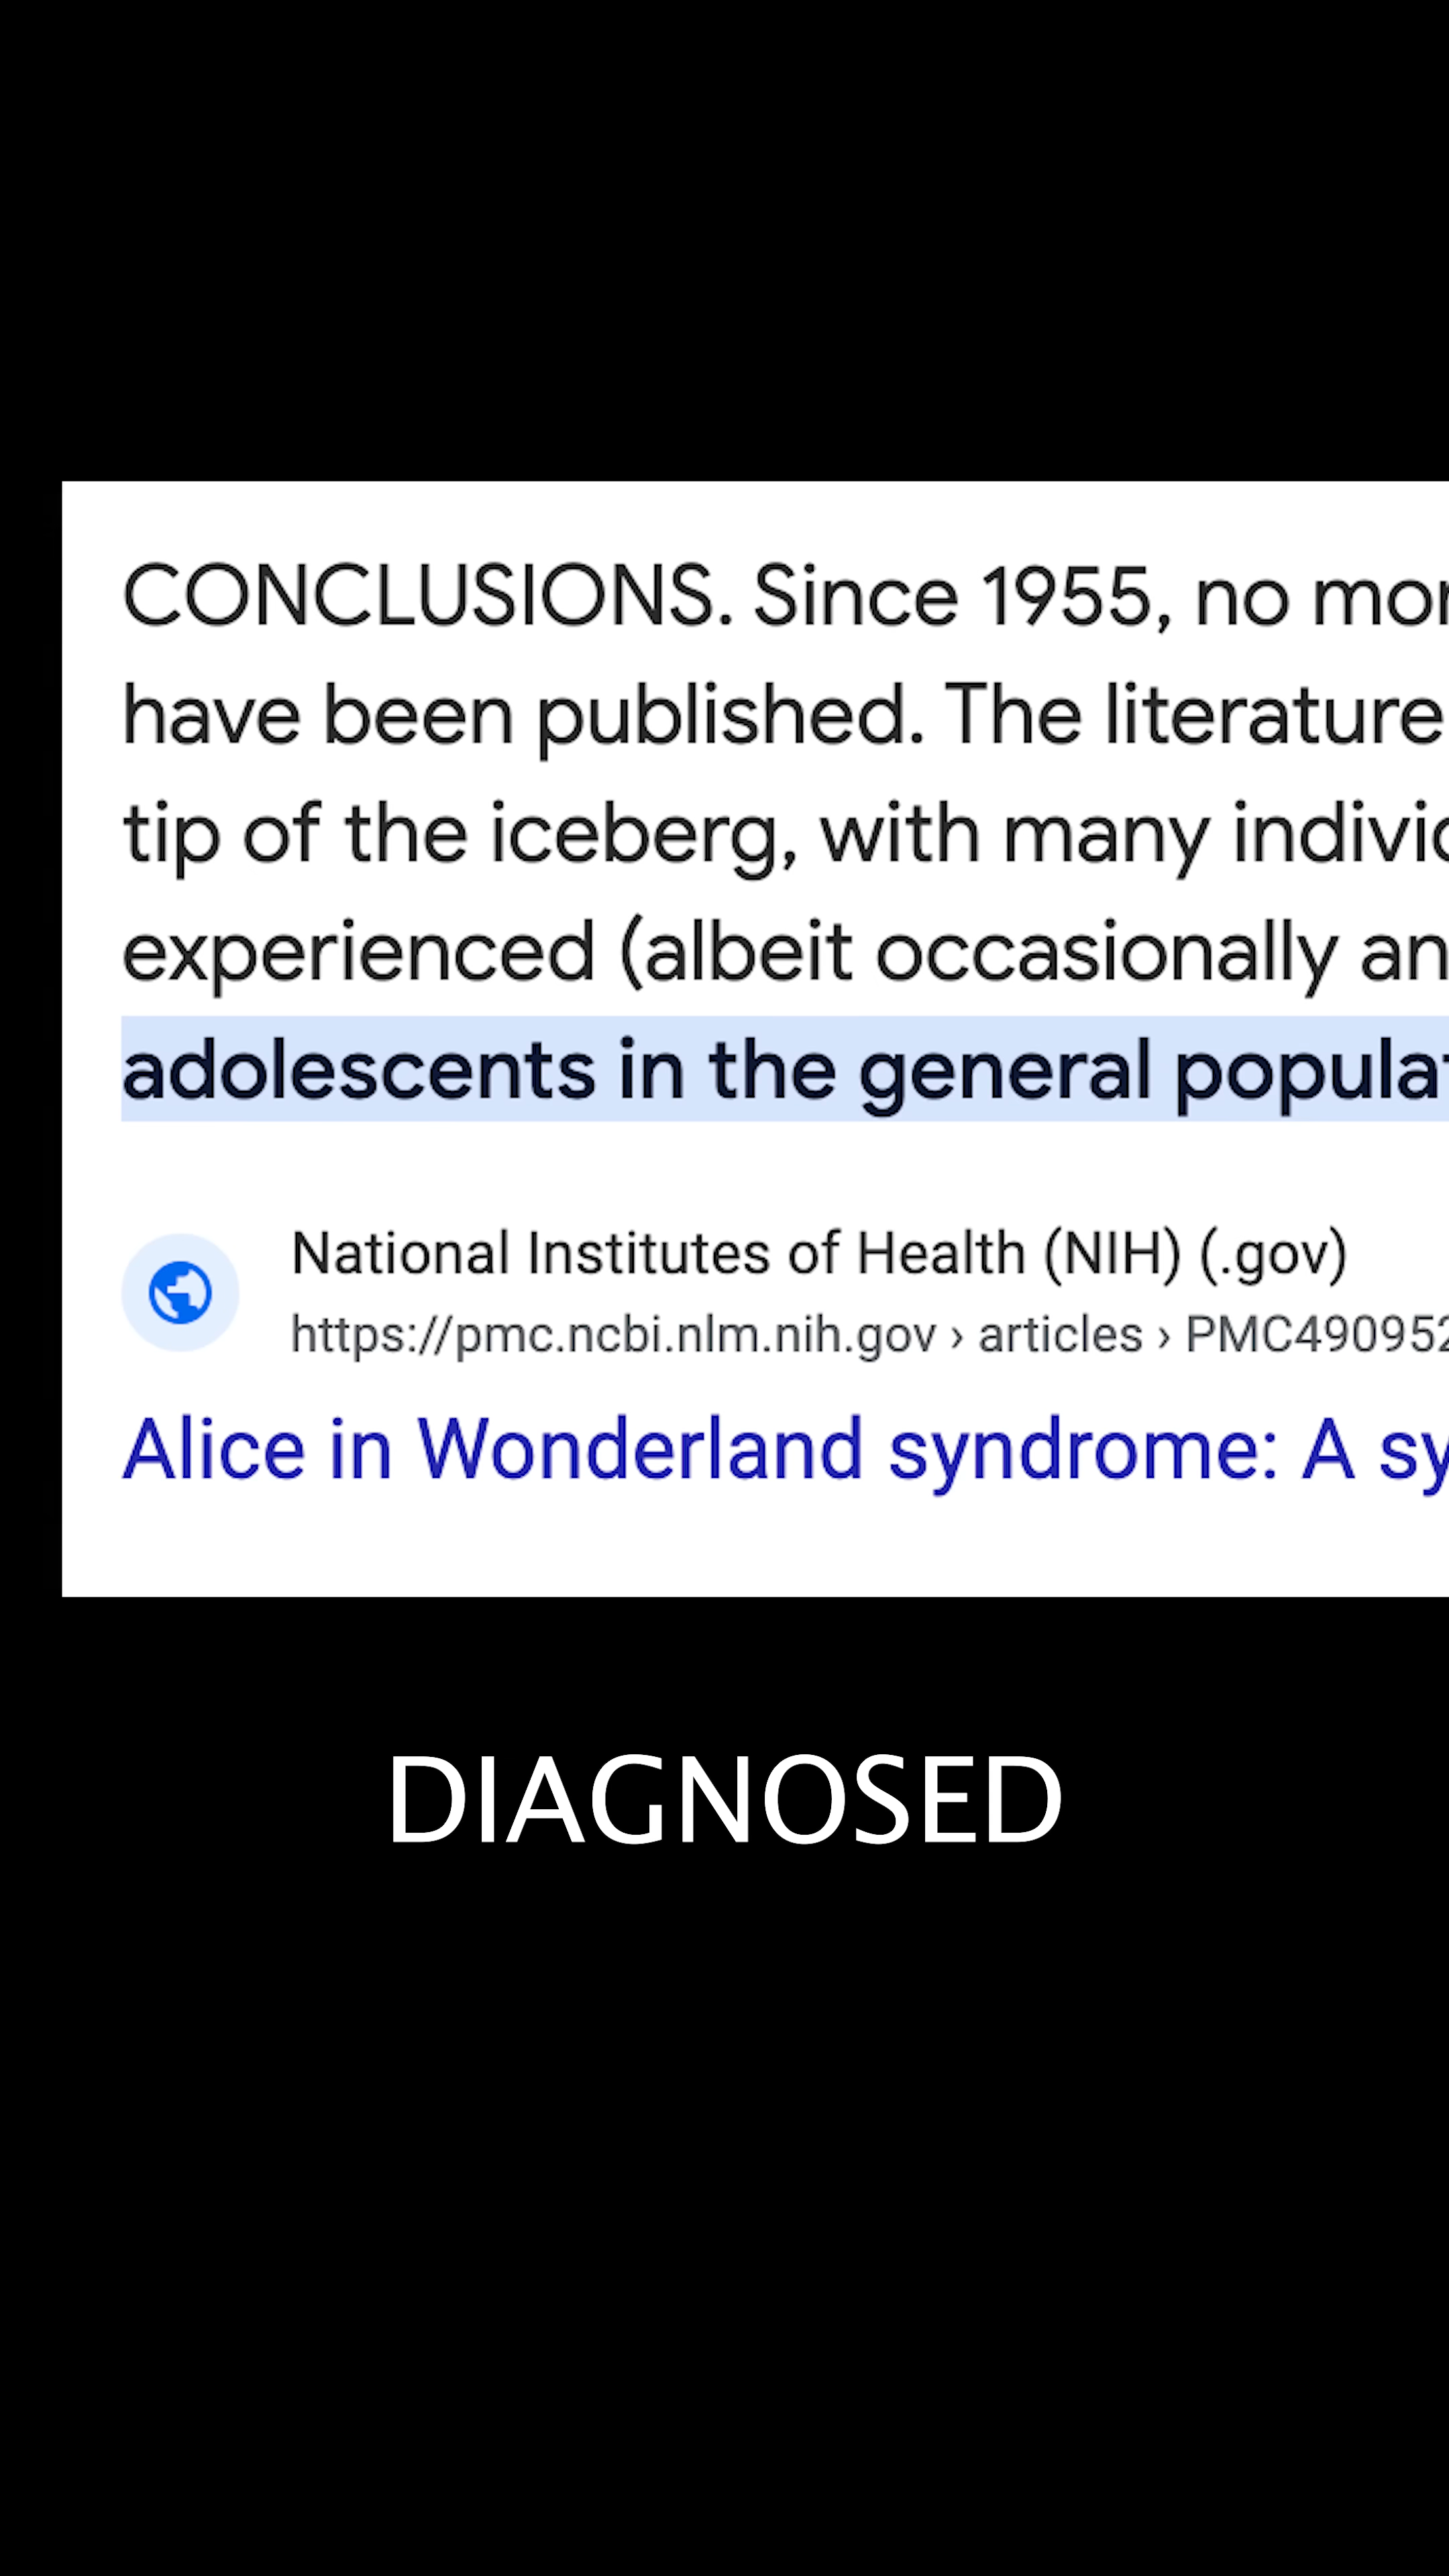 CONCLUSIONS. Since 1955, no
have been published. The literature
tip of the iceberg, with many
experienced (albeit occasionally
adolescents in the general
National Institutes of Health (NIH) (.gov)
https://pmc.ncbi.nlm.nih.gov › articles › PMC490952
Alice in Wonderland syndrome: A
DIAGNOSED